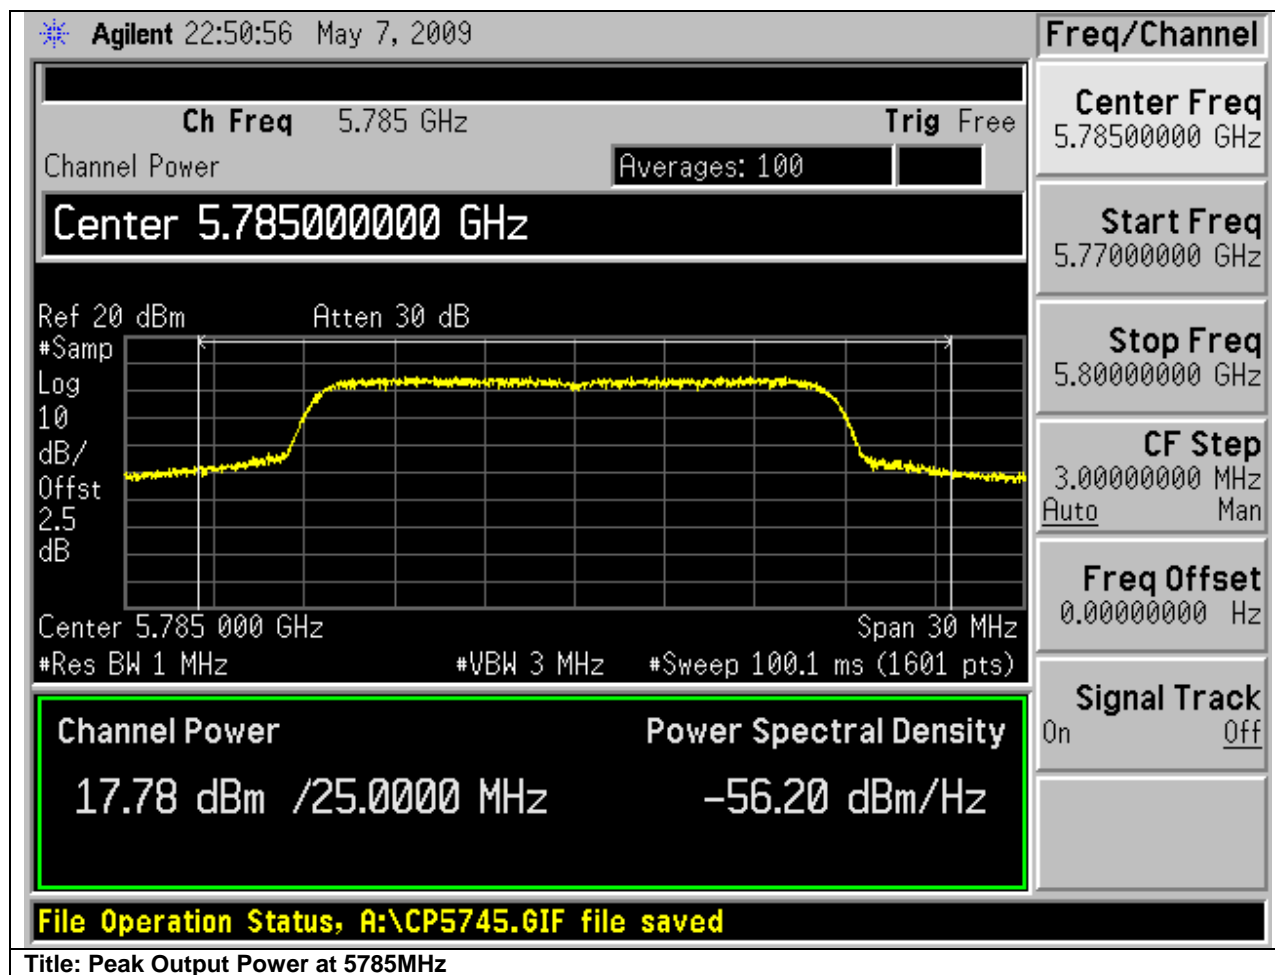 Agilent 22:50:56 May 7, 2009
Freq/Channel
Ch Freq 5.785 GHz Trig Free
Channel Power Averages: 100
Center 5.785000000 GHz
Ref 20 dBm Atten 30 dB
#Samp
Log
10
dB/
Offst
2.5
dB
Center 5.785 000 GHz Span 30 MHz
#Res BW 1 MHz #VBW 3 MHz #Sweep 100.1 ms (1601 pts)
Channel Power Power Spectral Density
17.78 dBm /25.0000 MHz -56.20 dBm/Hz
File Operation Status, A:\CP5745.GIF file saved
Center Freq
5.78500000 GHz
Start Freq
5.77000000 GHz
Stop Freq
5.80000000 GHz
CF Step
3.00000000 MHz
Auto Man
Freq Offset
0.00000000 Hz
Signal Track
On Off
Title: Peak Output Power at 5785MHz